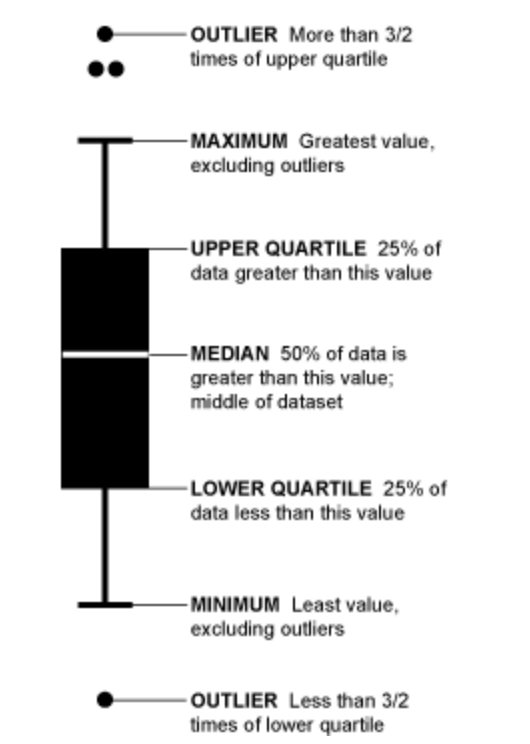 OUTLIER More than 3/2
times of upper quartile
MAXIMUM Greatest value,
excluding outliers
UPPER QUARTILE 25% of
data greater than this value
MEDIAN 50% of data is
greater than this value;
middle of dataset
LOWER QUARTILE 25% of
data less than this value
MINIMUM Least value,
excluding outliers
OUTLIER Less than 3/2
times of lower quartile